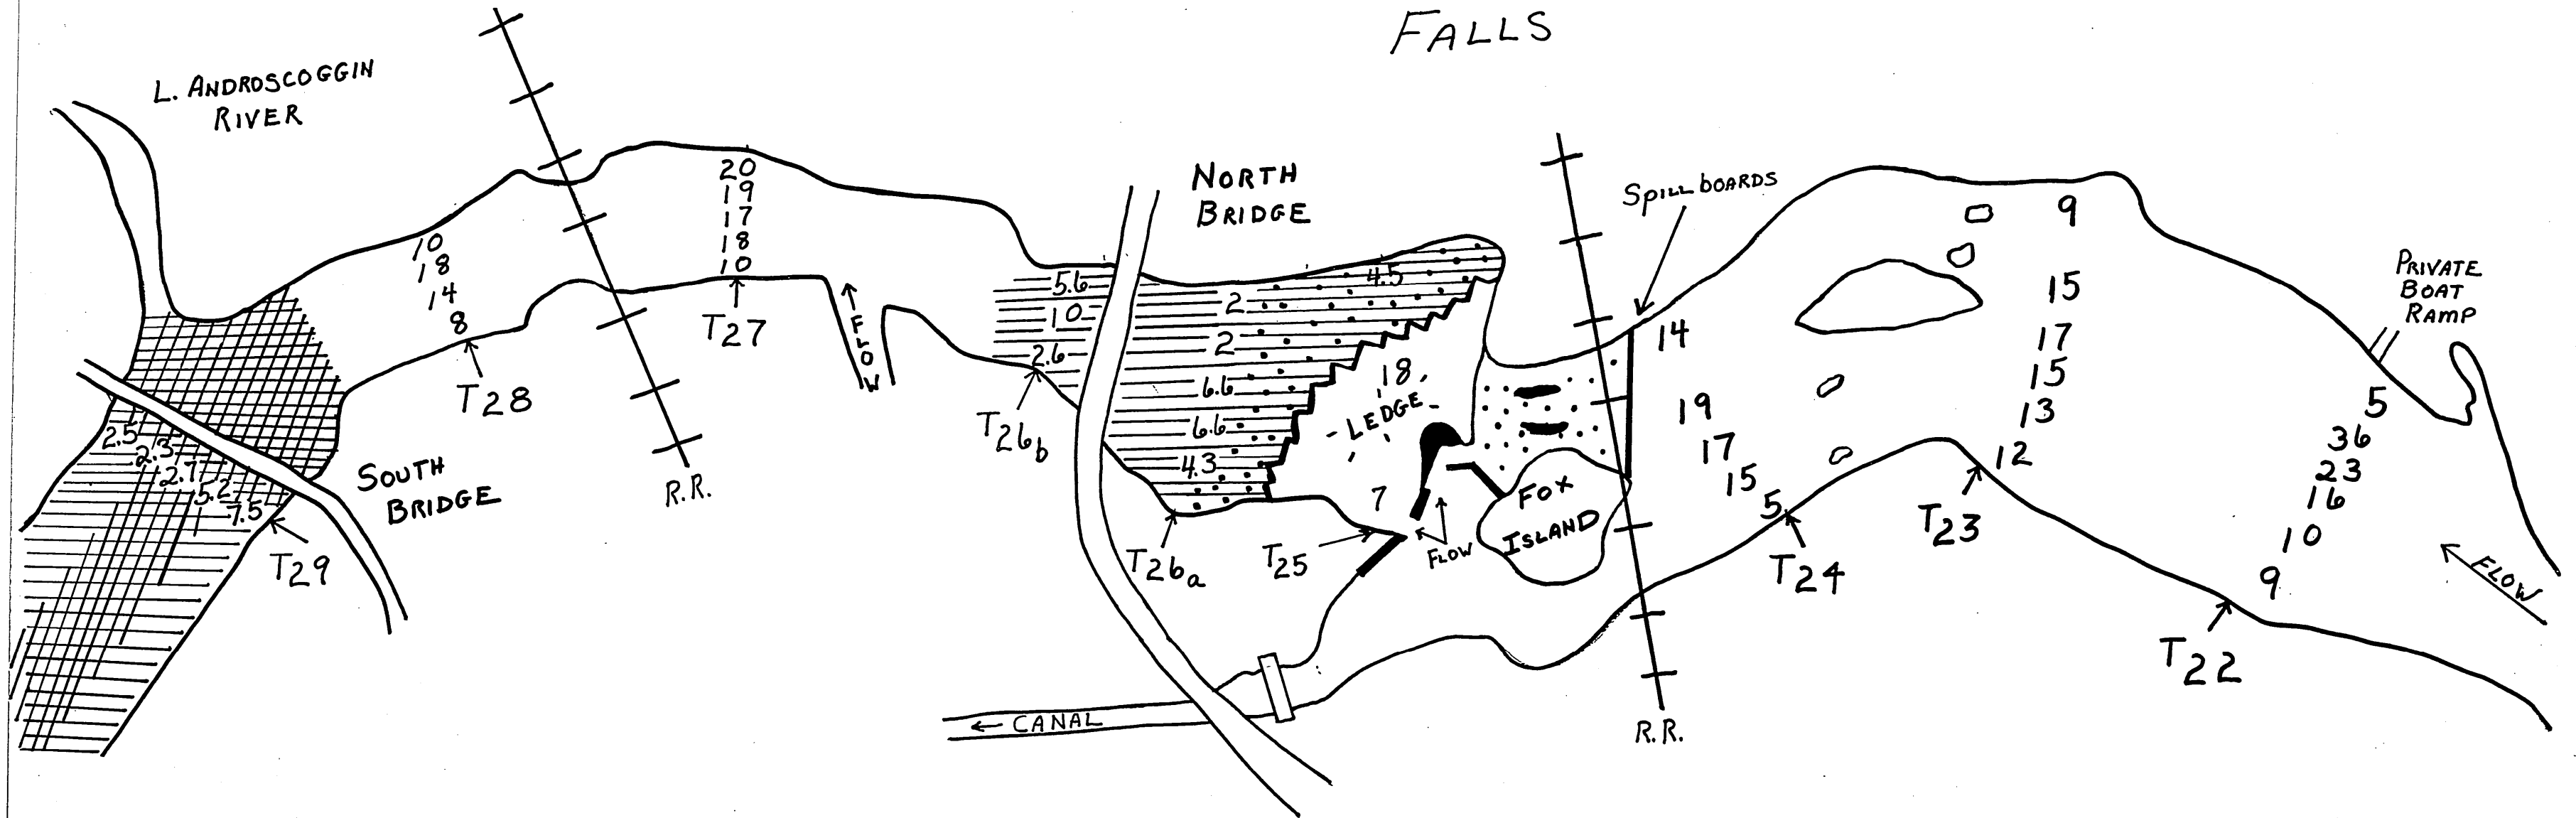 FALLS
L. ANDROSCOGGIN
RIVER
10
18
14
8
T28
R.R.
20
19
17
18
10
T27
FLOW
5.6
10
2.6
T26b
NORTH
BRIDGE
4.5
2
2
6.6
6.6
4.3
T26a
18
LEDGE
7
T25
FLOW
FOX
ISLAND
SPILL BOARDS
14
19
17
15
5
T24
R.R.
9
15
17
15
13
12
T23
PRIVATE
BOAT
RAMP
5
36
23
16
10
9
T22
FLOW
2.5
2.3
2.7
5.2
7.5
T29
SOUTH
BRIDGE
← CANAL